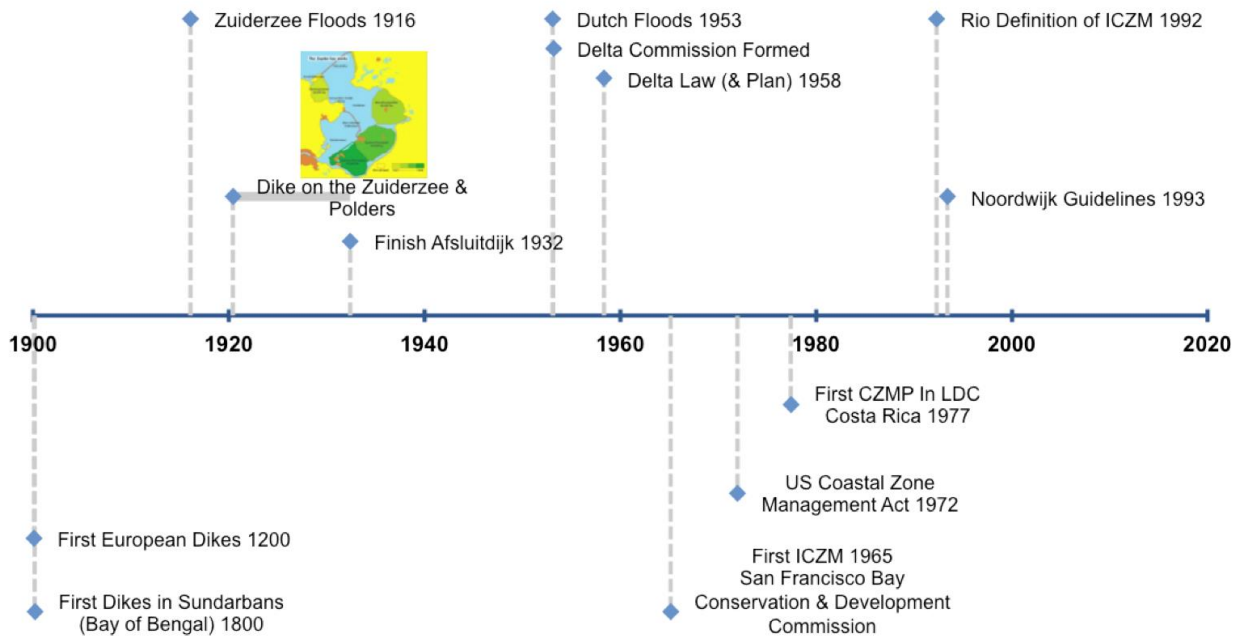 Zuiderzee Floods 1916
Dutch Floods 1953
Rio Definition of ICZM 1992
Delta Commission Formed
Delta Law (& Plan) 1958
Dike on the Zuiderzee &
Polders
Noordwijk Guidelines 1993
Finish Afsluitdijk 1932
1900 1920 1940 1960 1980 2000 2020
First CZMP In LDC
Costa Rica 1977
US Coastal Zone
Management Act 1972
First European Dikes 1200
First ICZM 1965
San Francisco Bay
Conservation & Development
Commission
First Dikes in Sundarbans
(Bay of Bengal) 1800